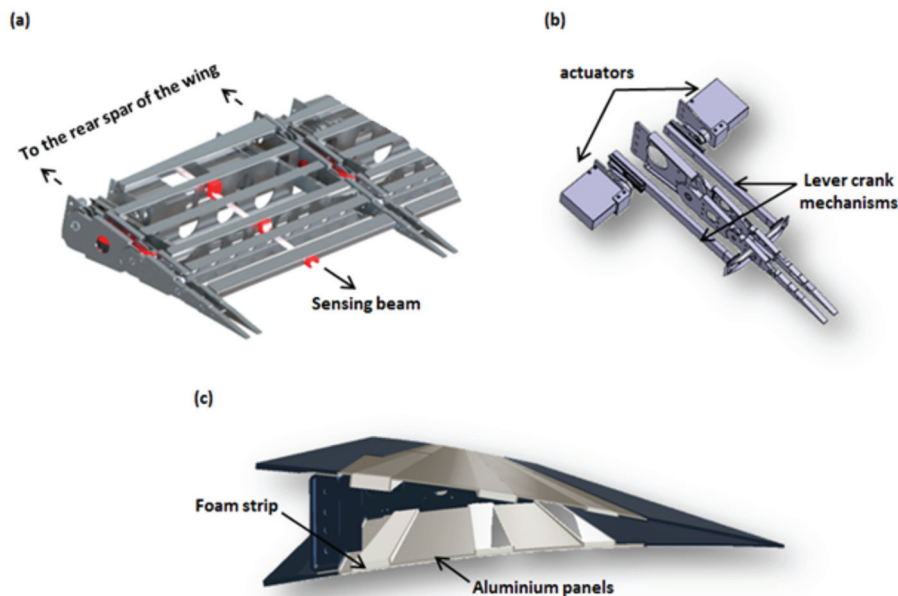 (a)
(b)
To the rear spar of the wing
actuators
Lever crank
mechanisms
Sensing beam
(c)
Foam strip
Aluminium panels